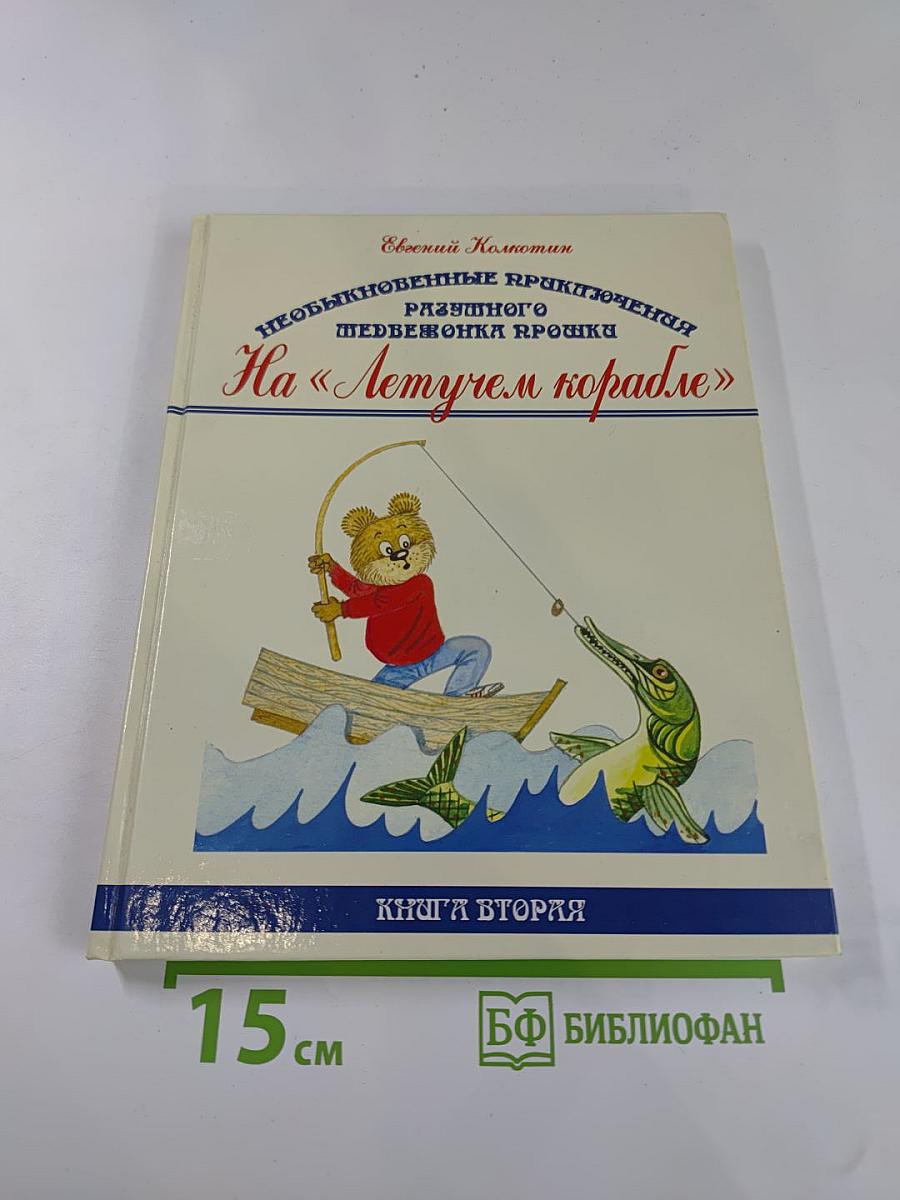 Евгений Колкотин
НЕОБЫКНОВЕННЫЕ ПРИКЛЮЧЕНИЯ
РАЗУМНОГО
МЕДВЕЖОНКА ПРОШКИ
На «Летучем корабле»
КНИГА ВТОРАЯ
15 см
БФ БИБЛИОФАН